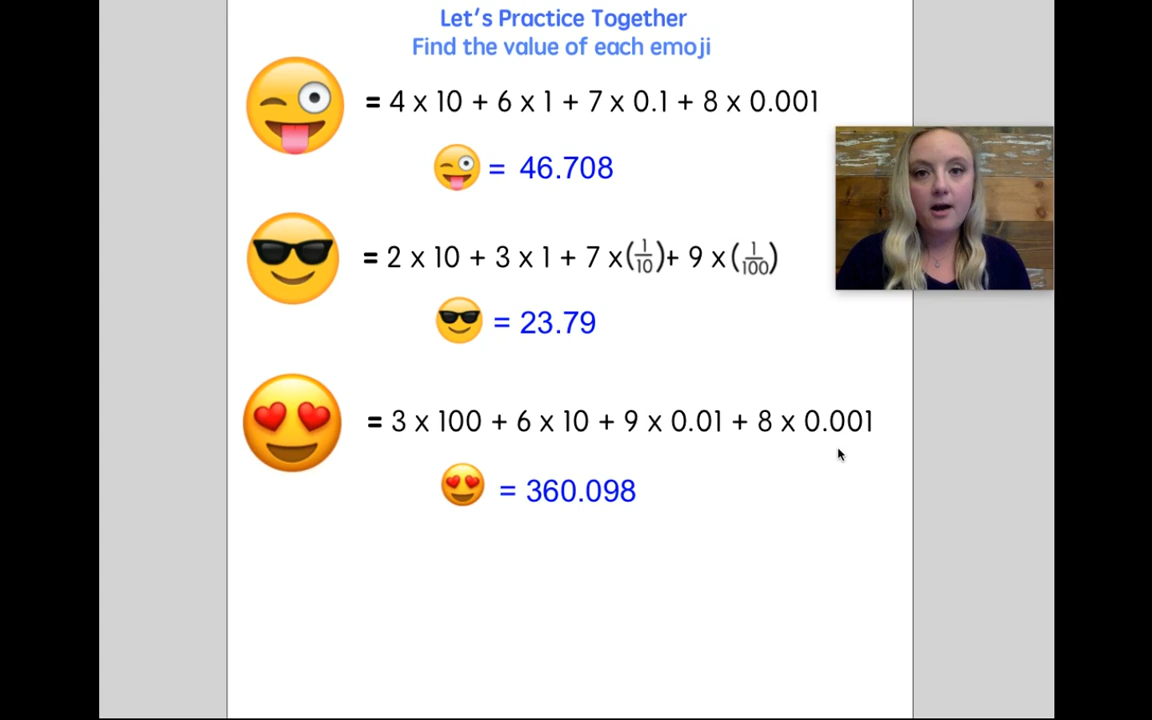 Let's Practice Together
Find the value of each emoji
= 4 x 10 + 6 x 1 + 7 x 0.1 + 8 x 0.001
= 46.708
= 2 x 10 + 3 x 1 + 7 x (1/10) + 9 x (1/100)
= 23.79
= 3 x 100 + 6 x 10 + 9 x 0.01 + 8 x 0.001
= 360.098